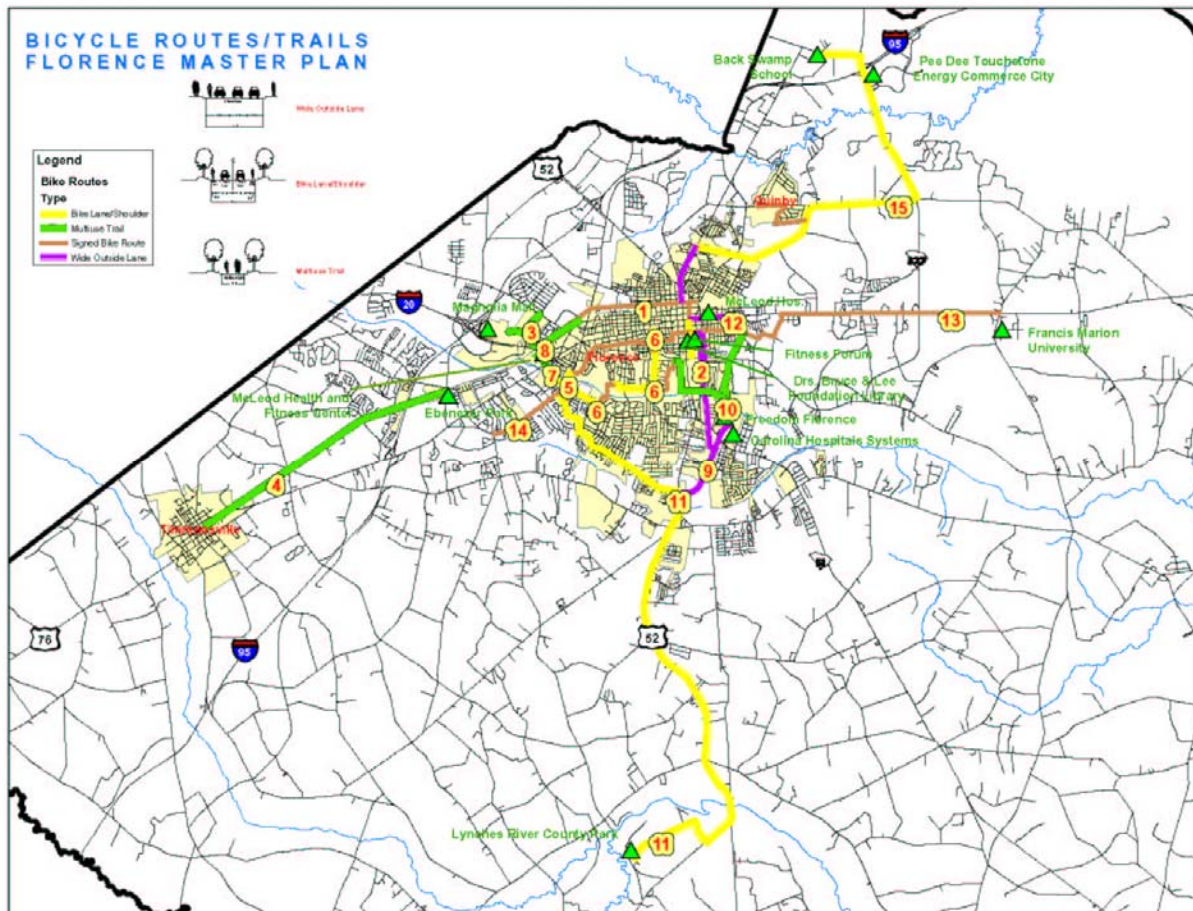 BICYCLE ROUTES/TRAILS
FLORENCE MASTER PLAN
Wide Outside Lane
Bike Lane/Shoulder
Multiuse Trail
Legend
Bike Routes
Type
Bike Lane/Shoulder
Multiuse Trail
Signed Bike Route
Wide Outside Lane
95
Back Swamp
School
Pee Dee Touchstone
Energy Commerce City
52
Quinby
15
327
20
Magnolia Mall
McLeod Hos.
1
3
12
13
Francis Marion
University
8
6
Florence
Fitness Forum
7
2
5
McLeod Health and
Fitness Center
Ebenezer Park
Drs. Bruce & Lee
Foundation Library
6
6
10
Freedom Florence
14
Carolina Hospitals Systems
4
9
11
Timmonsville
76
95
52
Lynches River County Park
11